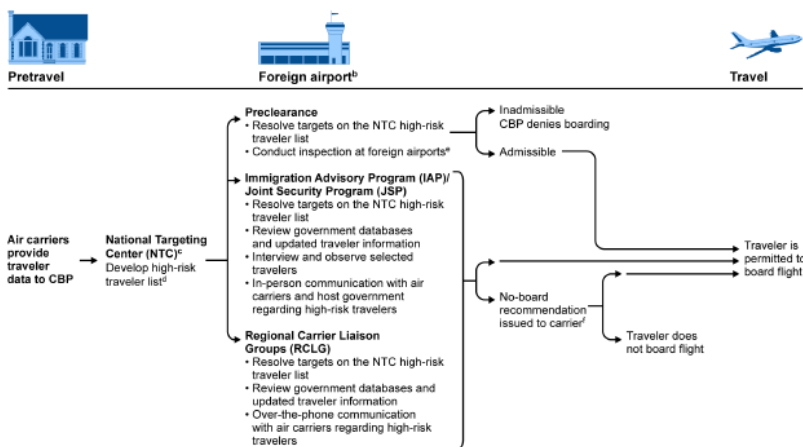 Pretravel
Foreign airportᵇ
Travel
Air carriers
provide
traveler
data to CBP
National Targeting
Center (NTC)ᶜ
Develop high-risk
traveler listᵈ
Preclearance
• Resolve targets on the NTC high-risk
traveler list
• Conduct inspection at foreign airportsᵉ
Immigration Advisory Program (IAP)/
Joint Security Program (JSP)
• Resolve targets on the NTC high-risk
traveler list
• Review government databases
and updated traveler information
• Interview and observe selected
travelers
• In-person communication with air
carriers and host government
regarding high-risk travelers
Regional Carrier Liaison
Groups (RCLG)
• Resolve targets on the NTC high-risk
traveler list
• Review government databases and
updated traveler information
• Over-the-phone communication
with air carriers regarding high-risk
travelers
Inadmissible
CBP denies boarding
Admissible
No-board
recommendation
issued to carrierᶠ
Traveler is
permitted to
board flight
Traveler does
not board flight